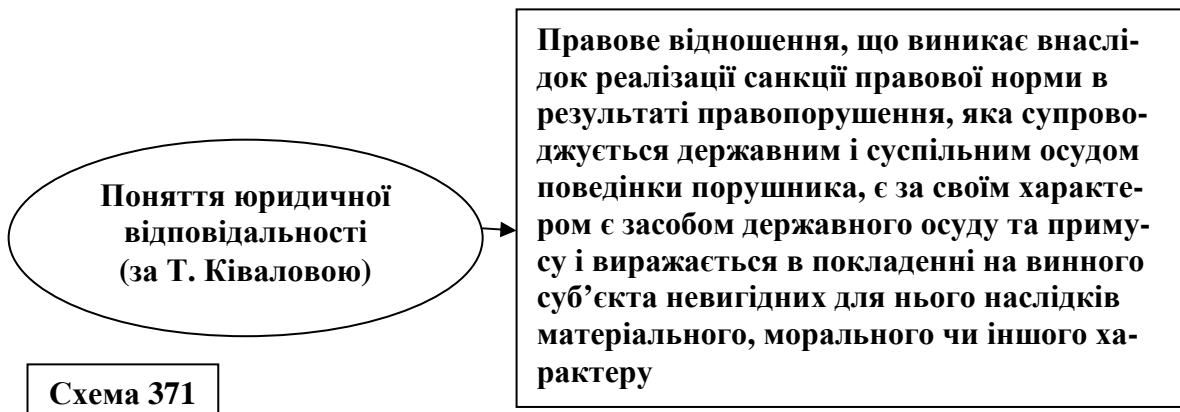 Поняття юридичної
відповідальності
(за Т. Ківаловою)
Правове відношення, що виникає внаслі-
док реалізації санкції правової норми в
результаті правопорушення, яка супрово-
джується державним і суспільним осудом
поведінки порушника, є за своїм характе-
ром є засобом державного осуду та приму-
су і виражається в покладенні на винного
суб’єкта невигідних для нього наслідків
матеріального, морального чи іншого ха-
рактеру
Схема 371